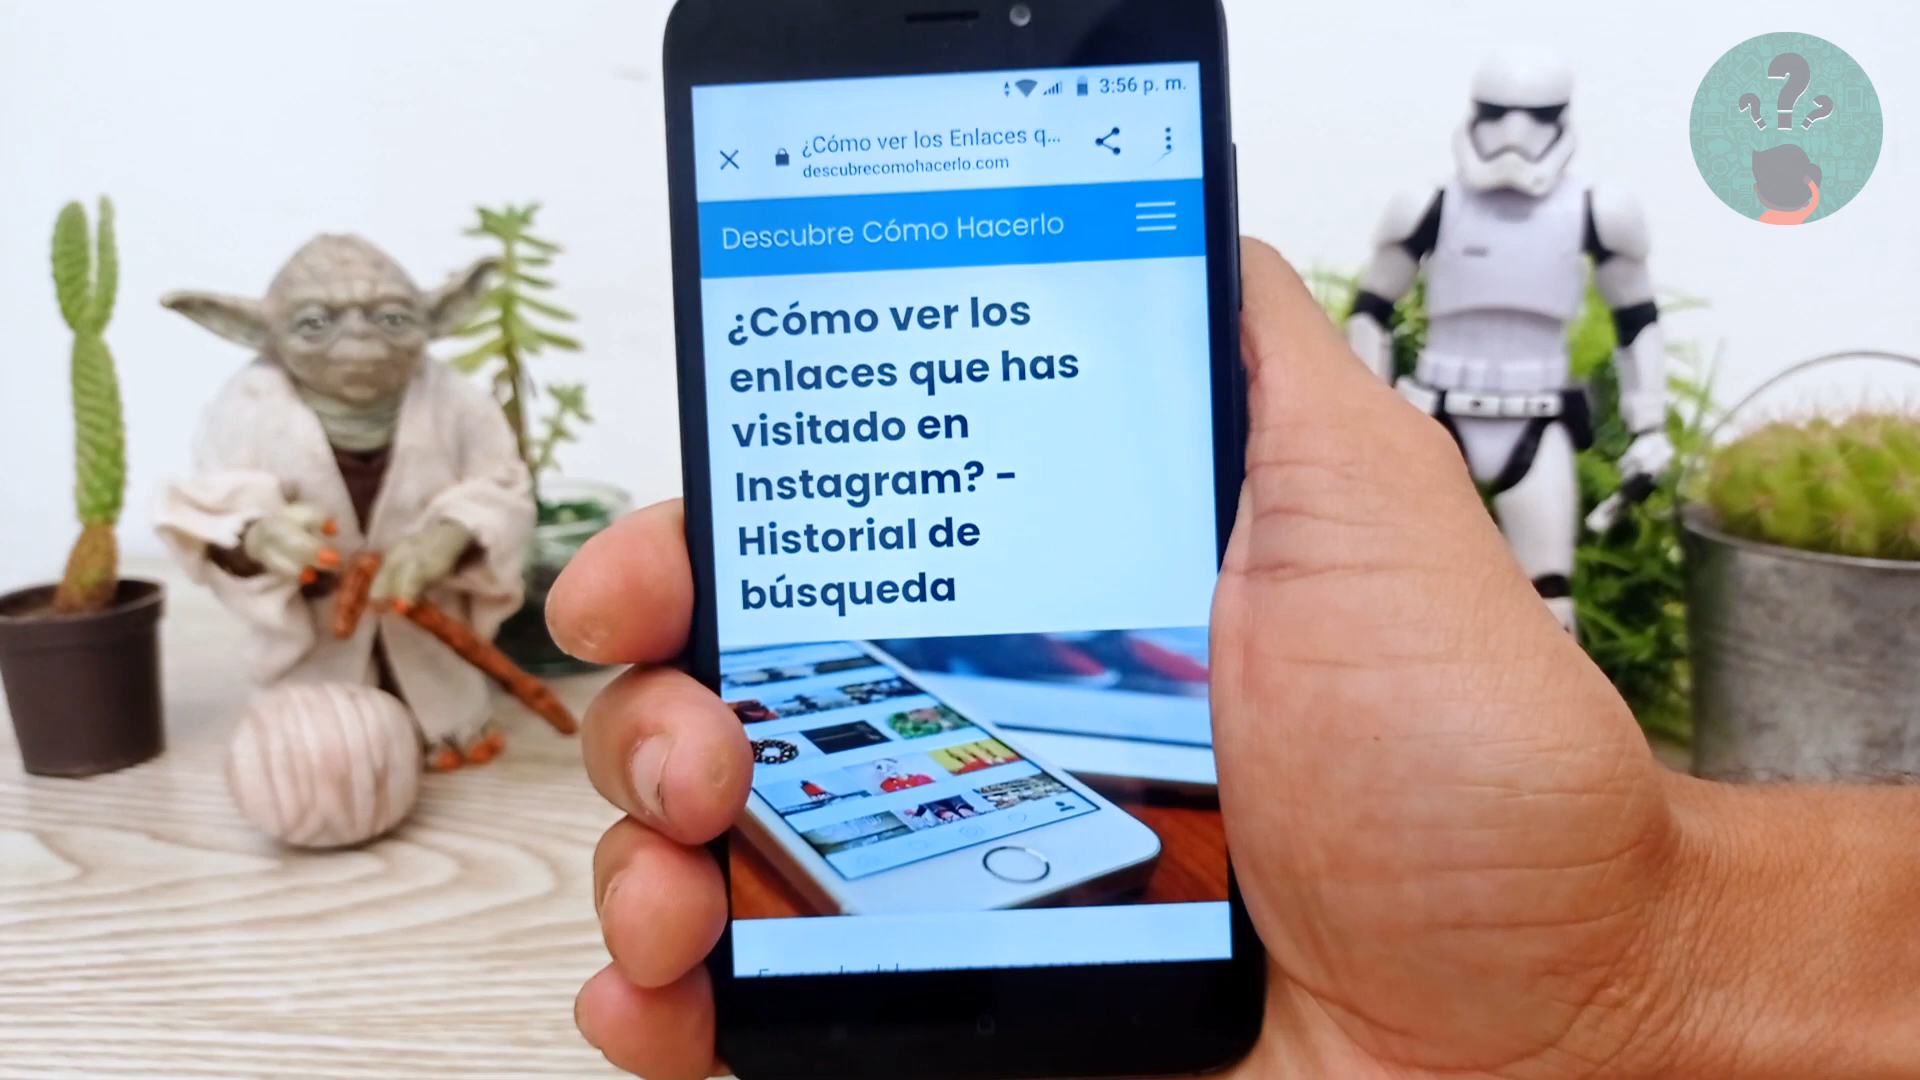 3:56 p. m.
¿Cómo ver los Enlaces q...
descubrecomohacerlo.com
Descubre Cómo Hacerlo
¿Cómo ver los
enlaces que has
visitado en
Instagram? -
Historial de
búsqueda